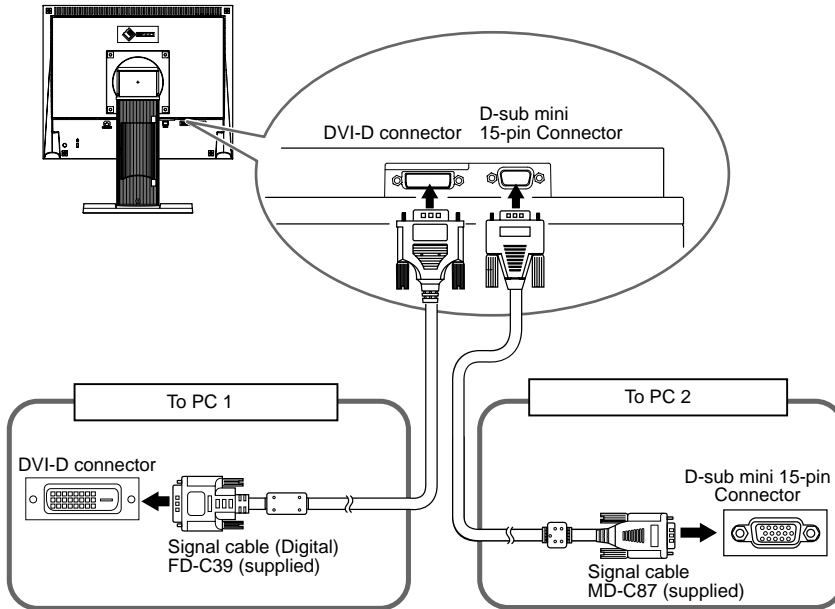 DVI-D connector
D-sub mini
15-pin Connector
To PC 1
DVI-D connector
Signal cable (Digital)
FD-C39 (supplied)
To PC 2
D-sub mini 15-pin
Connector
Signal cable
MD-C87 (supplied)